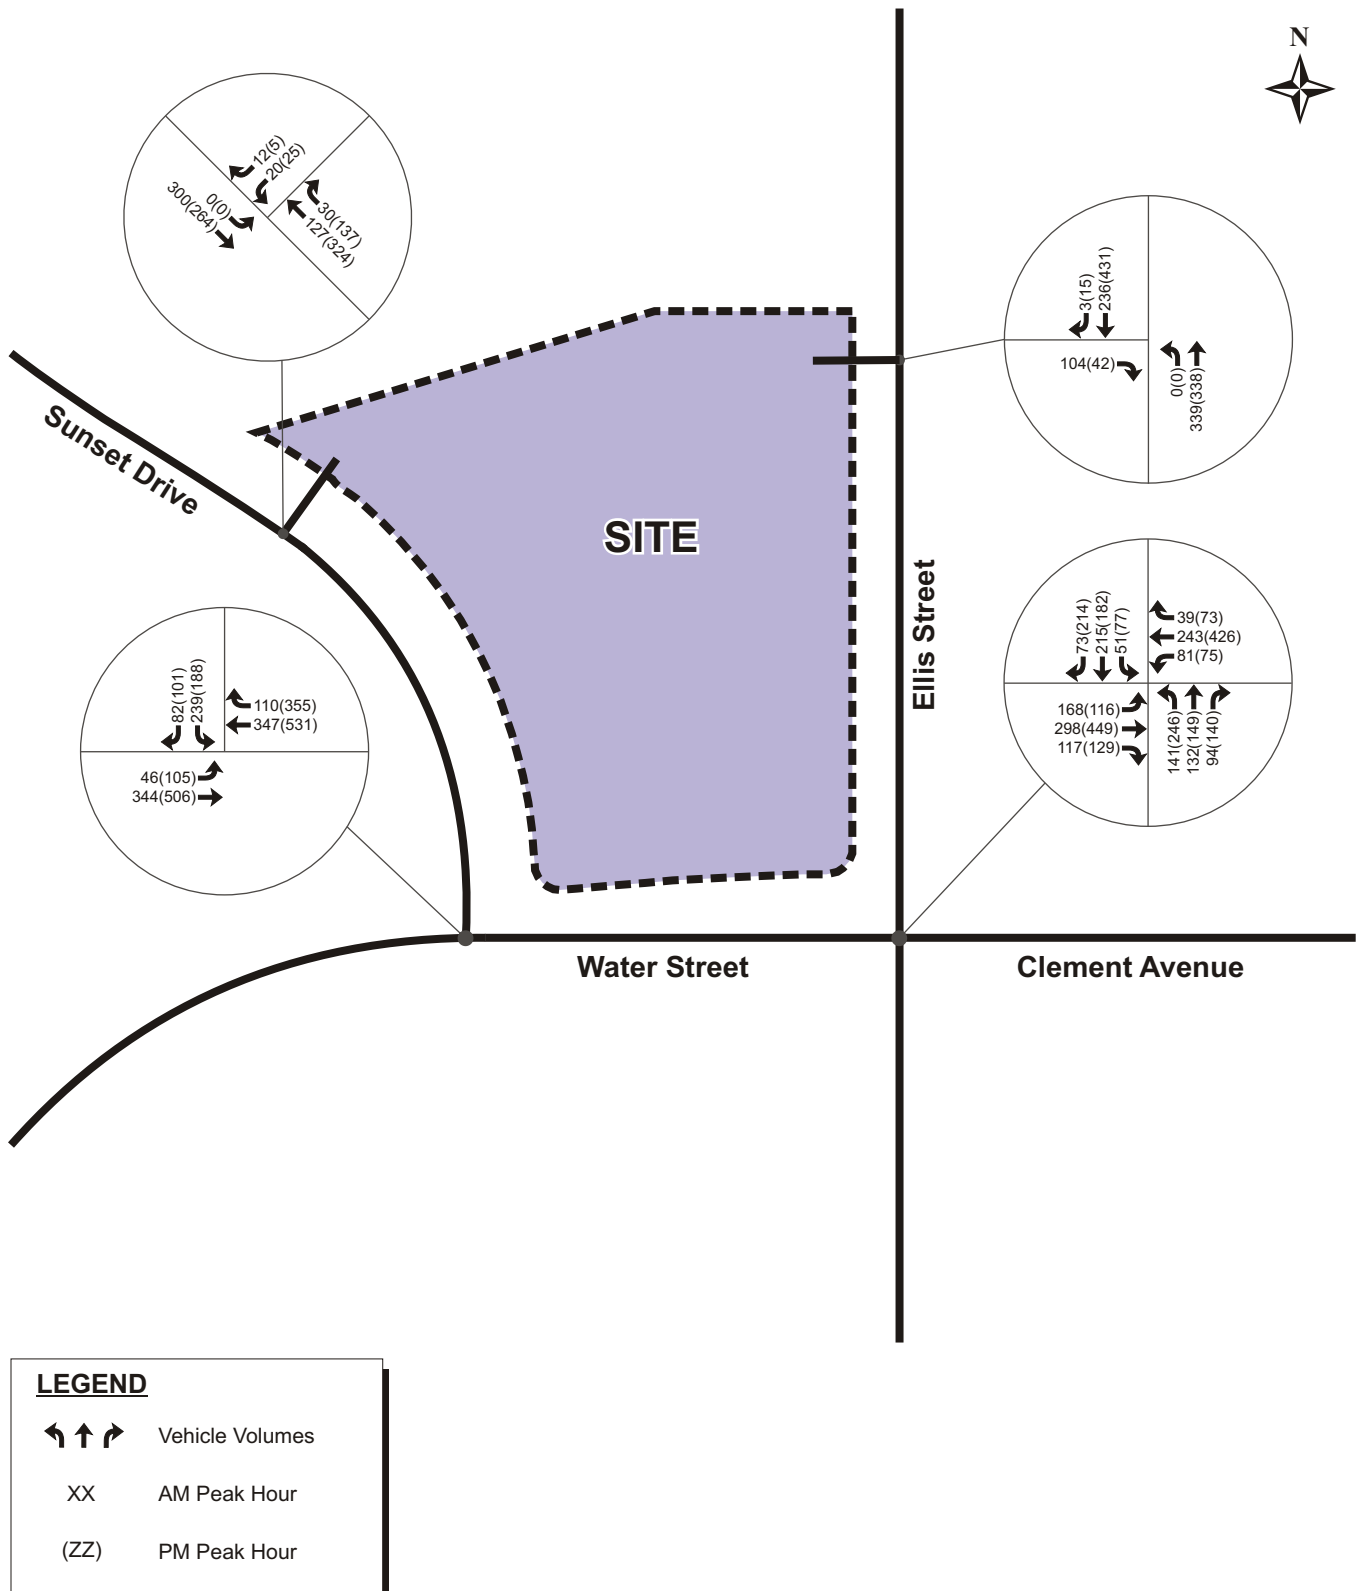 N
12(5)
20(25)
0(0)
300(264)
30(137)
127(324)
3(15)
236(431)
104(42)
0(0)
339(338)
Sunset Drive
SITE
Ellis Street
73(214)
215(182)
51(77)
39(73)
243(426)
81(75)
168(116)
298(449)
117(129)
141(246)
132(149)
94(140)
82(101)
239(188)
110(355)
347(531)
46(105)
344(506)
Water Street
Clement Avenue
LEGEND
Vehicle Volumes
XX AM Peak Hour
(ZZ) PM Peak Hour